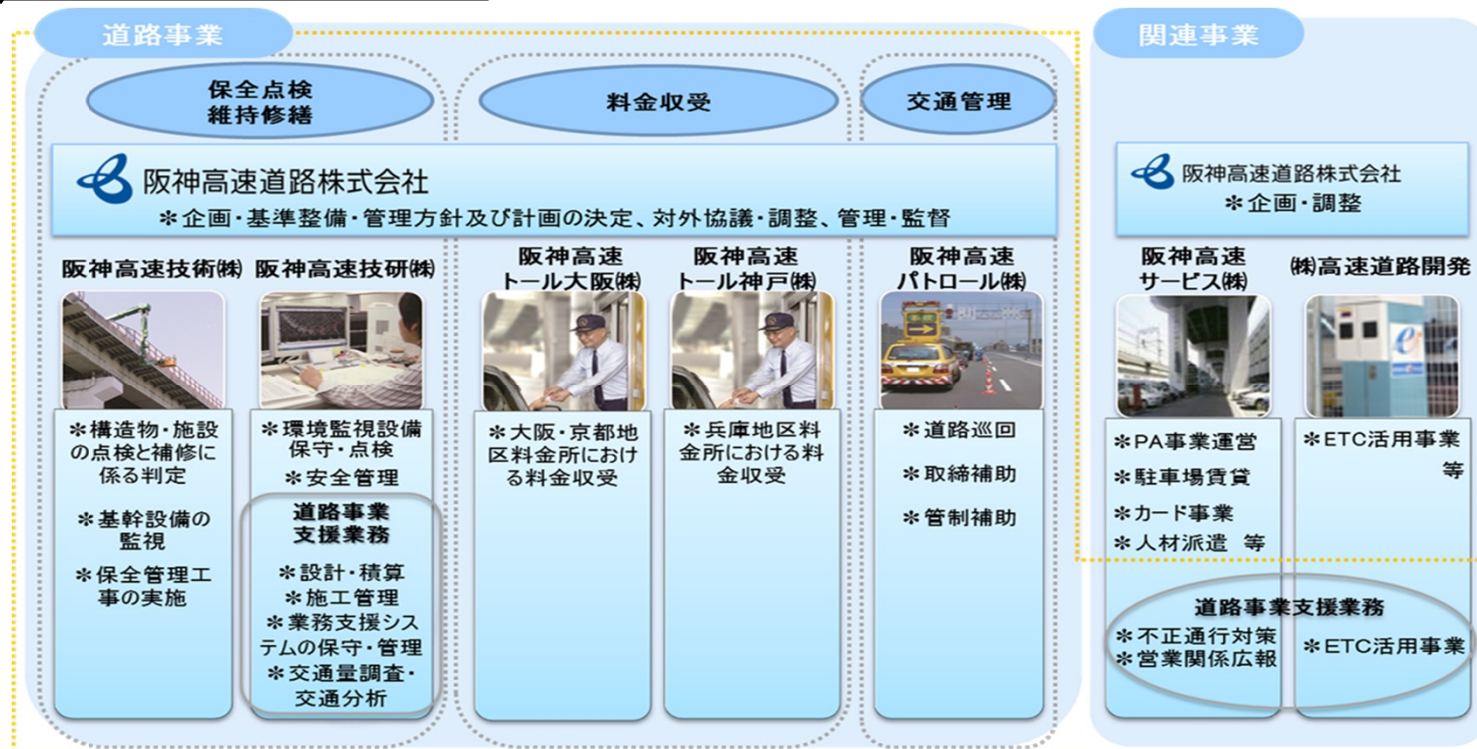 道路事業
関連事業
保全点検
維持修繕
料金収受
交通管理
阪神高速道路株式会社
＊企画・基準整備・管理方針及び計画の決定、対外協議・調整、管理・監督
阪神高速道路株式会社
＊企画・調整
阪神高速技術㈱
＊構造物・施設
の点検と補修に
係る判定
＊基幹設備の
監視
＊保全管理工
事の実施
阪神高速技研㈱
＊環境監視設備
保守・点検
＊安全管理
道路事業
支援業務
＊設計・積算
＊施工管理
＊業務支援シス
テムの保守・管理
＊交通量調査・
交通分析
阪神高速
トール大阪㈱
＊大阪・京都地
区料金所におけ
る料金収受
阪神高速
トール神戸㈱
＊兵庫地区料
金所における料
金収受
阪神高速
パトロール㈱
＊道路巡回
＊取締補助
＊管制補助
阪神高速
サービス㈱
＊PA事業運営
＊駐車場賃貸
＊カード事業
＊人材派遣 等
㈱高速道路開発
＊ETC活用事業
等
道路事業支援業務
＊不正通行対策
＊営業関係広報
＊ETC活用事業